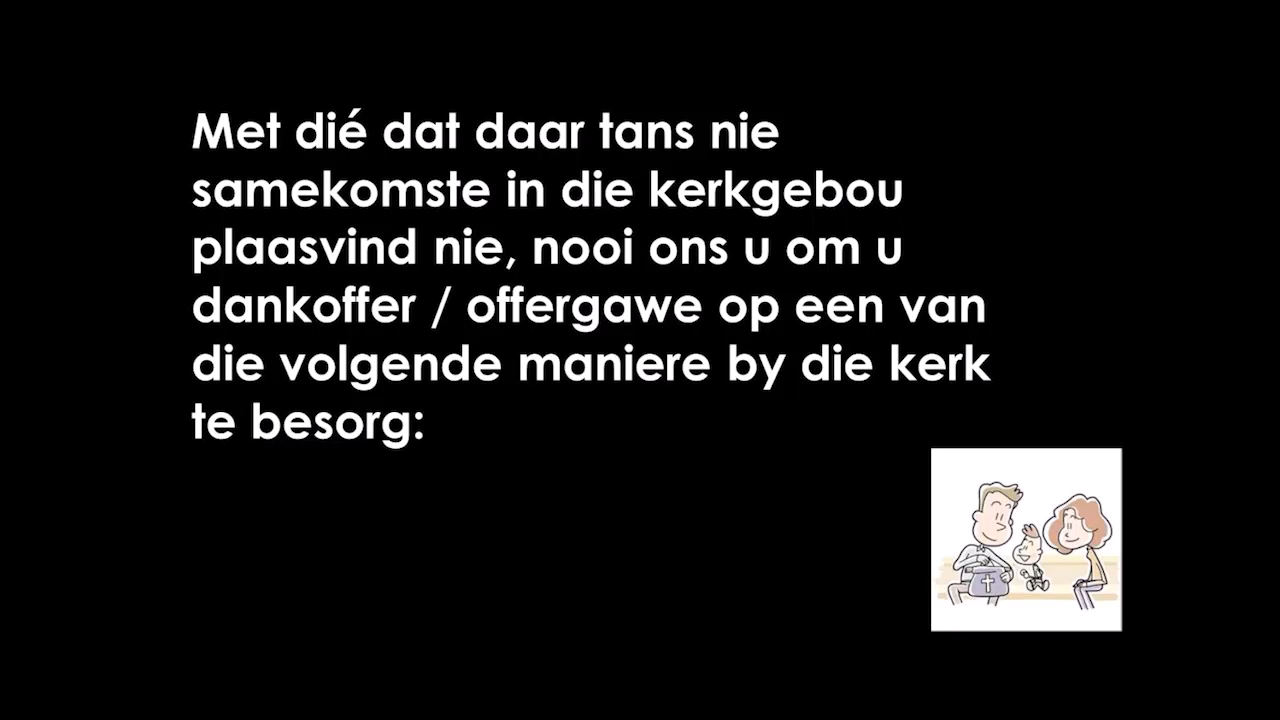 Met dié dat daar tans nie
samekomste in die kerkgebou
plaasvind nie, nooi ons u om u
dankoffer / offergawe op een van
die volgende maniere by die kerk
te besorg: